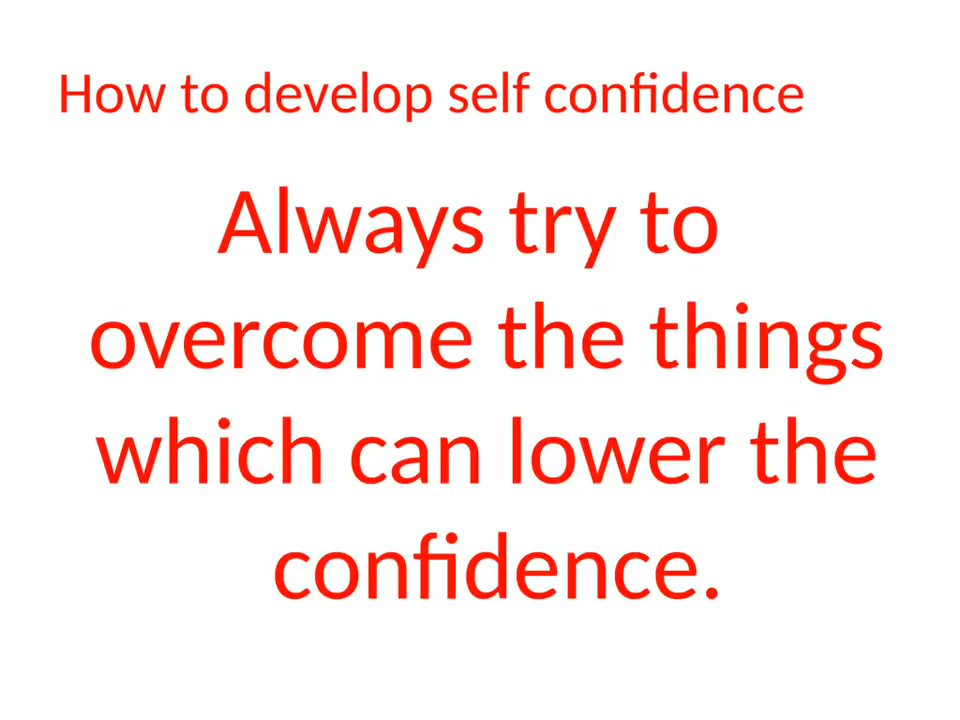 How to develop self confidence
Always try to
overcome the things
which can lower the
confidence.